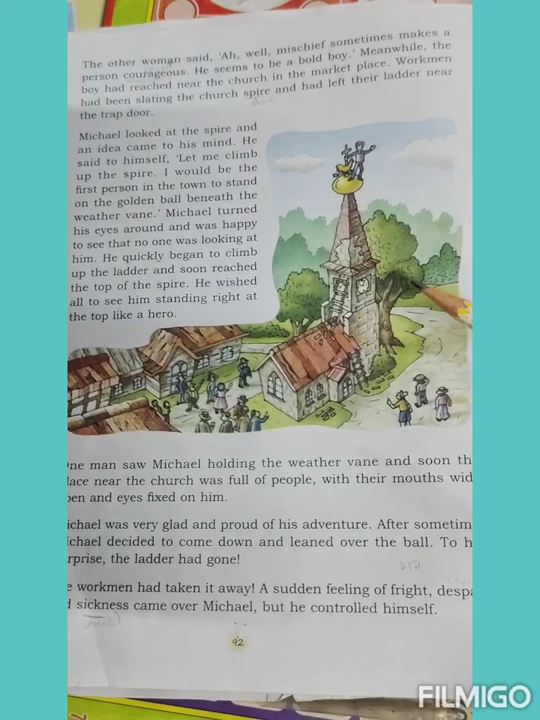 The other woman said, 'Ah, well, mischief sometimes makes a
person courageous. He seems to be a bold boy.' Meanwhile, the
boy had reached near the church in the market place. Workmen
had been slating the church spire and had left their ladder near
the trap door.
Michael looked at the spire and
an idea came to his mind. He
said to himself, 'Let me climb
up the spire. I would be the
first person in the town to stand
on the golden ball beneath the
weather vane.' Michael turned
his eyes around and was happy
to see that no one was looking at
him. He quickly began to climb
up the ladder and soon reached
the top of the spire. He wished
all to see him standing right at
the top like a hero.
ne man saw Michael holding the weather vane and soon th
lace near the church was full of people, with their mouths wid
pen and eyes fixed on him.
ichael was very glad and proud of his adventure. After sometim
ichael decided to come down and leaned over the ball. To h
rprise, the ladder had gone!
e workmen had taken it away! A sudden feeling of fright, despa
d sickness came over Michael, but he controlled himself.
92
FILMIGO